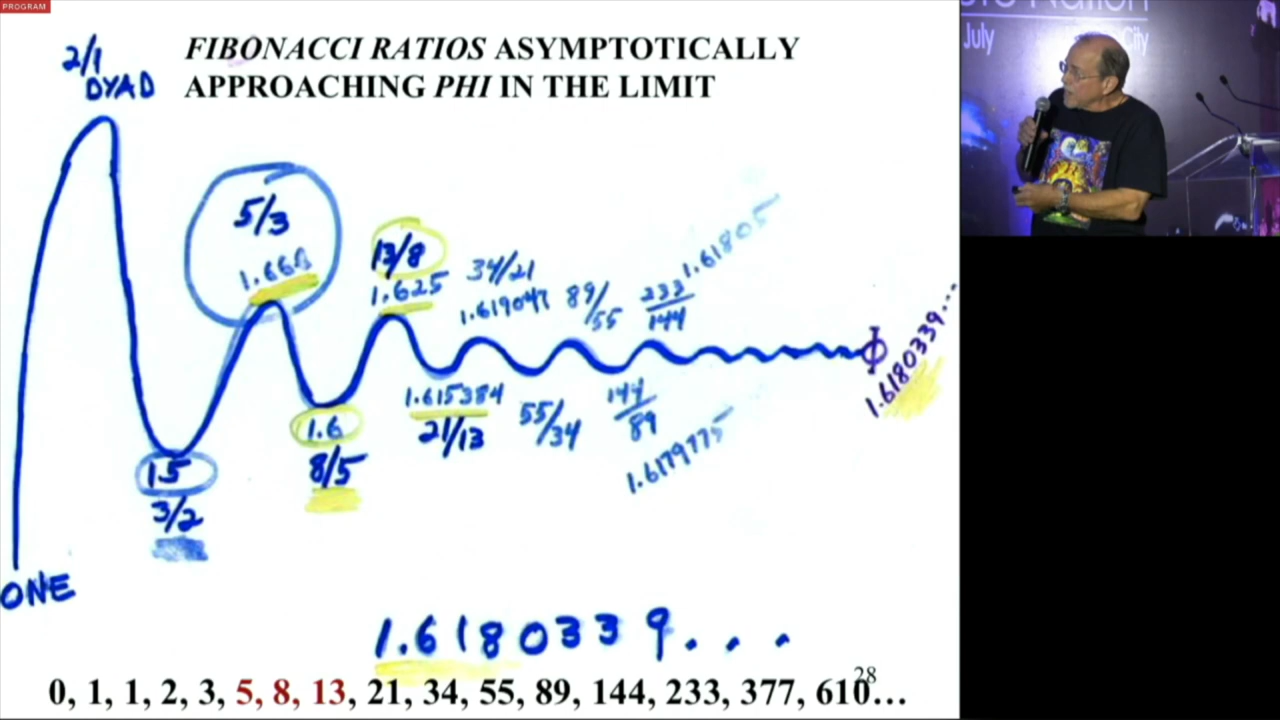 PROGRAM
2/1
DYAD
FIBONACCI RATIOS ASYMPTOTICALLY
APPROACHING PHI IN THE LIMIT
July
City
5/3
1.666
13/8
1.625
34/21
1.619047
89/55
233/144
1.61805
Φ
1.6180339...
1.5
3/2
1.6
8/5
1.615384
21/13
55/34
144/89
1.6179775
ONE
1.6180339...
28
0, 1, 1, 2, 3, 5, 8, 13, 21, 34, 55, 89, 144, 233, 377, 610...